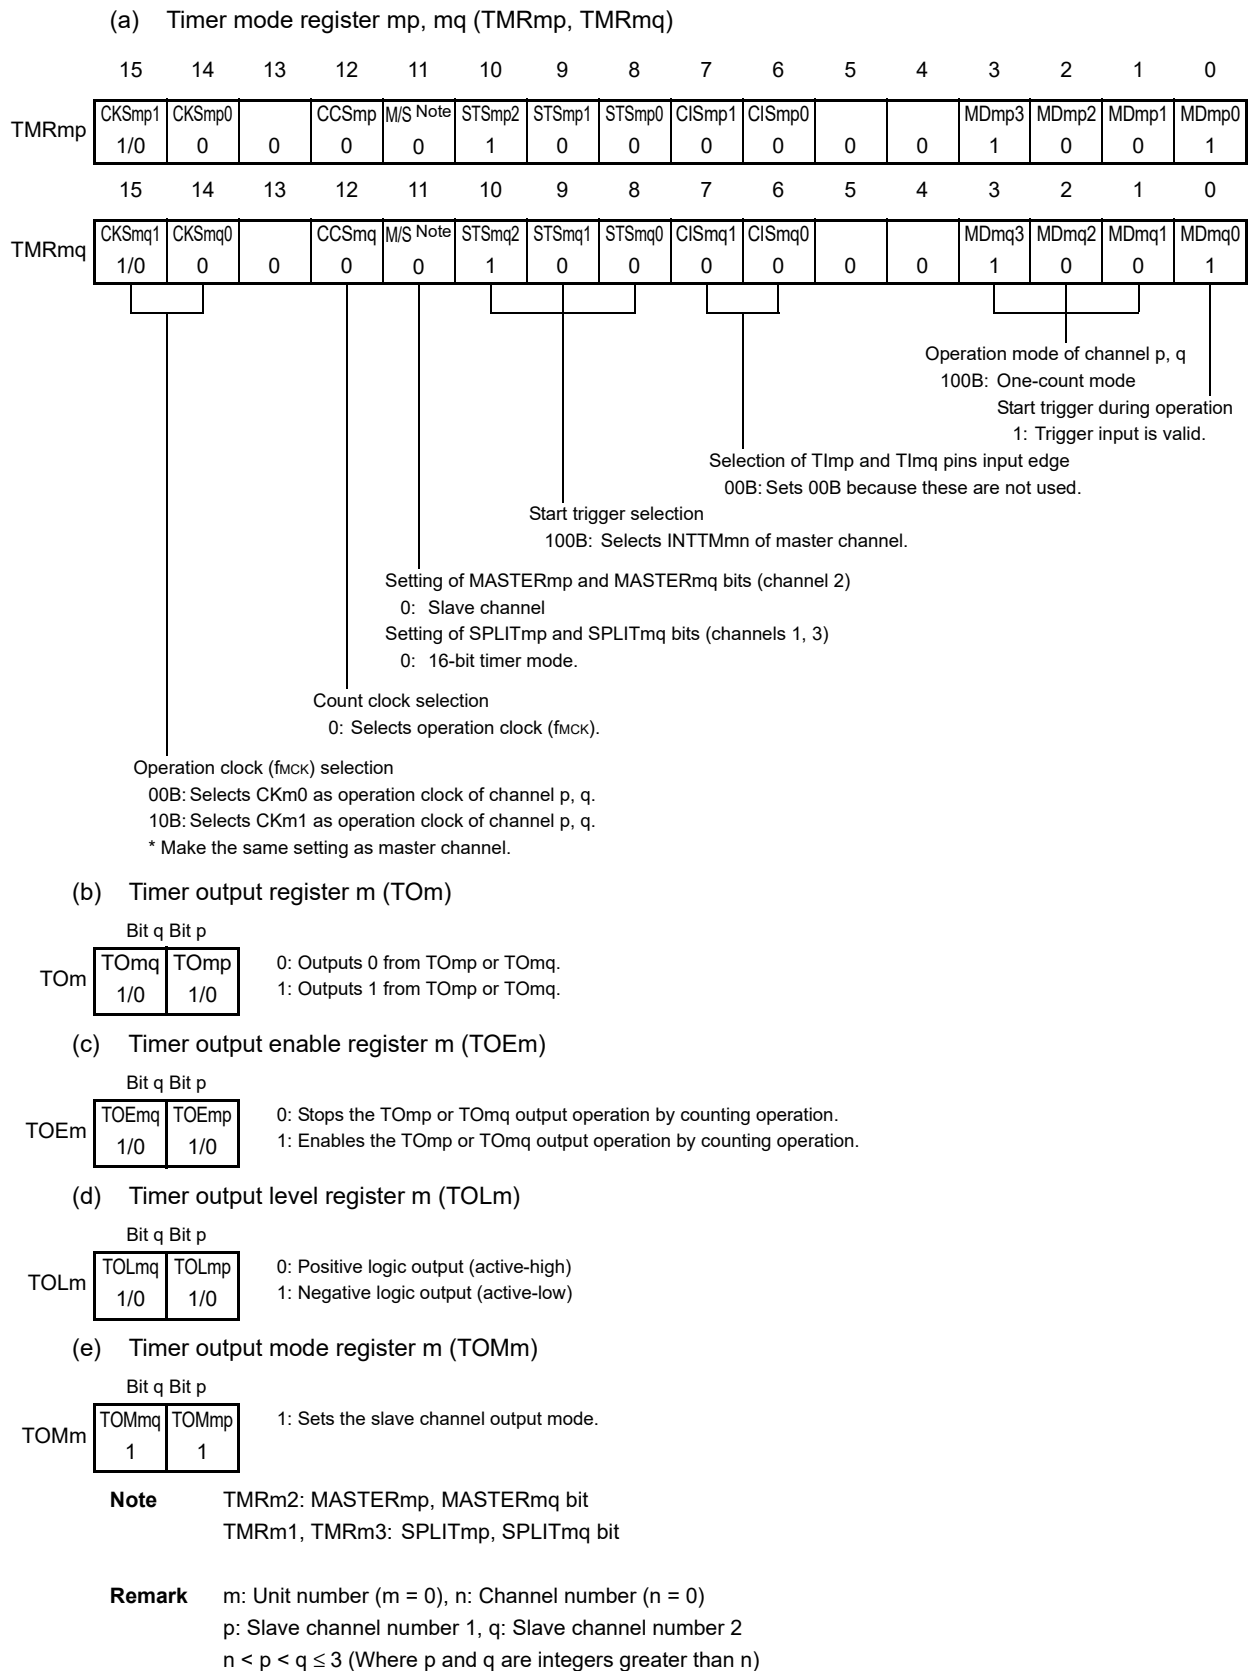 (a) Timer mode register mp, mq (TMRmp, TMRmq)
15 14 13 12 11 10 9 8 7 6 5 4 3 2 1 0
TMRmp CKSmp1 CKSmp0 CCSmp M/S Note STSmp2 STSmp1 STSmp0 CISmp1 CISmp0 MDmp3 MDmp2 MDmp1 MDmp0
1/0 0 0 0 0 1 0 0 0 0 0 0 1 0 0 1
15 14 13 12 11 10 9 8 7 6 5 4 3 2 1 0
TMRmq CKSmq1 CKSmq0 CCSmq M/S Note STSmq2 STSmq1 STSmq0 CISmq1 CISmq0 MDmq3 MDmq2 MDmq1 MDmq0
1/0 0 0 0 0 1 0 0 0 0 0 0 1 0 0 1
Operation mode of channel p, q
100B: One-count mode
Start trigger during operation
1: Trigger input is valid.
Selection of TImp and TImq pins input edge
00B: Sets 00B because these are not used.
Start trigger selection
100B: Selects INTTMmn of master channel.
Setting of MASTERmp and MASTERmq bits (channel 2)
0: Slave channel
Setting of SPLITmp and SPLITmq bits (channels 1, 3)
0: 16-bit timer mode.
Count clock selection
0: Selects operation clock (fMCK).
Operation clock (fMCK) selection
00B: Selects CKm0 as operation clock of channel p, q.
10B: Selects CKm1 as operation clock of channel p, q.
* Make the same setting as master channel.
(b) Timer output register m (TOm)
Bit q Bit p
TOm TOmq TOmp
1/0 1/0
0: Outputs 0 from TOmp or TOmq.
1: Outputs 1 from TOmp or TOmq.
(c) Timer output enable register m (TOEm)
Bit q Bit p
TOEm TOEmq TOEmp
1/0 1/0
0: Stops the TOmp or TOmq output operation by counting operation.
1: Enables the TOmp or TOmq output operation by counting operation.
(d) Timer output level register m (TOLm)
Bit q Bit p
TOLm TOLmq TOLmp
1/0 1/0
0: Positive logic output (active-high)
1: Negative logic output (active-low)
(e) Timer output mode register m (TOMm)
Bit q Bit p
TOMm TOMmq TOMmp
1 1
1: Sets the slave channel output mode.
Note TMRm2: MASTERmp, MASTERmq bit
TMRm1, TMRm3: SPLITmp, SPLITmq bit
Remark m: Unit number (m = 0), n: Channel number (n = 0)
p: Slave channel number 1, q: Slave channel number 2
n < p < q ≤ 3 (Where p and q are integers greater than n)